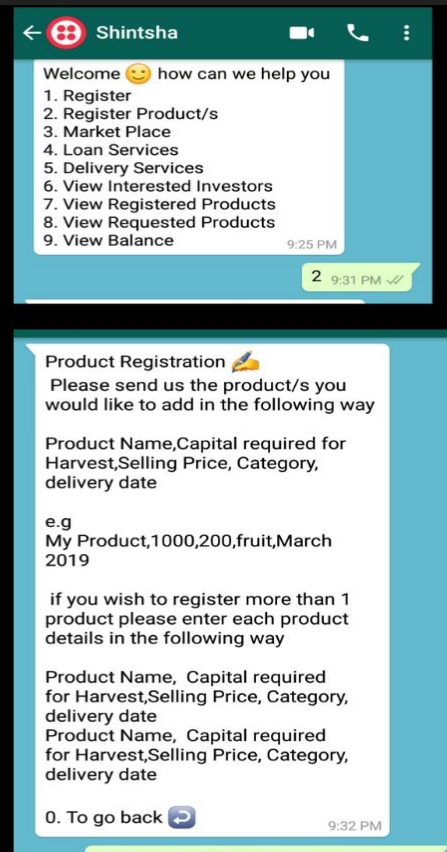 Shintsha
Welcome 🙂 how can we help you
1. Register
2. Register Product/s
3. Market Place
4. Loan Services
5. Delivery Services
6. View Interested Investors
7. View Registered Products
8. View Requested Products
9. View Balance
9:25 PM
2 9:31 PM
Product Registration ✍️
Please send us the product/s you
would like to add in the following way
Product Name,Capital required for
Harvest,Selling Price, Category,
delivery date
e.g
My Product,1000,200,fruit,March
2019
if you wish to register more than 1
product please enter each product
details in the following way
Product Name, Capital required
for Harvest,Selling Price, Category,
delivery date
Product Name, Capital required
for Harvest,Selling Price, Category,
delivery date
0. To go back ↩️
9:32 PM